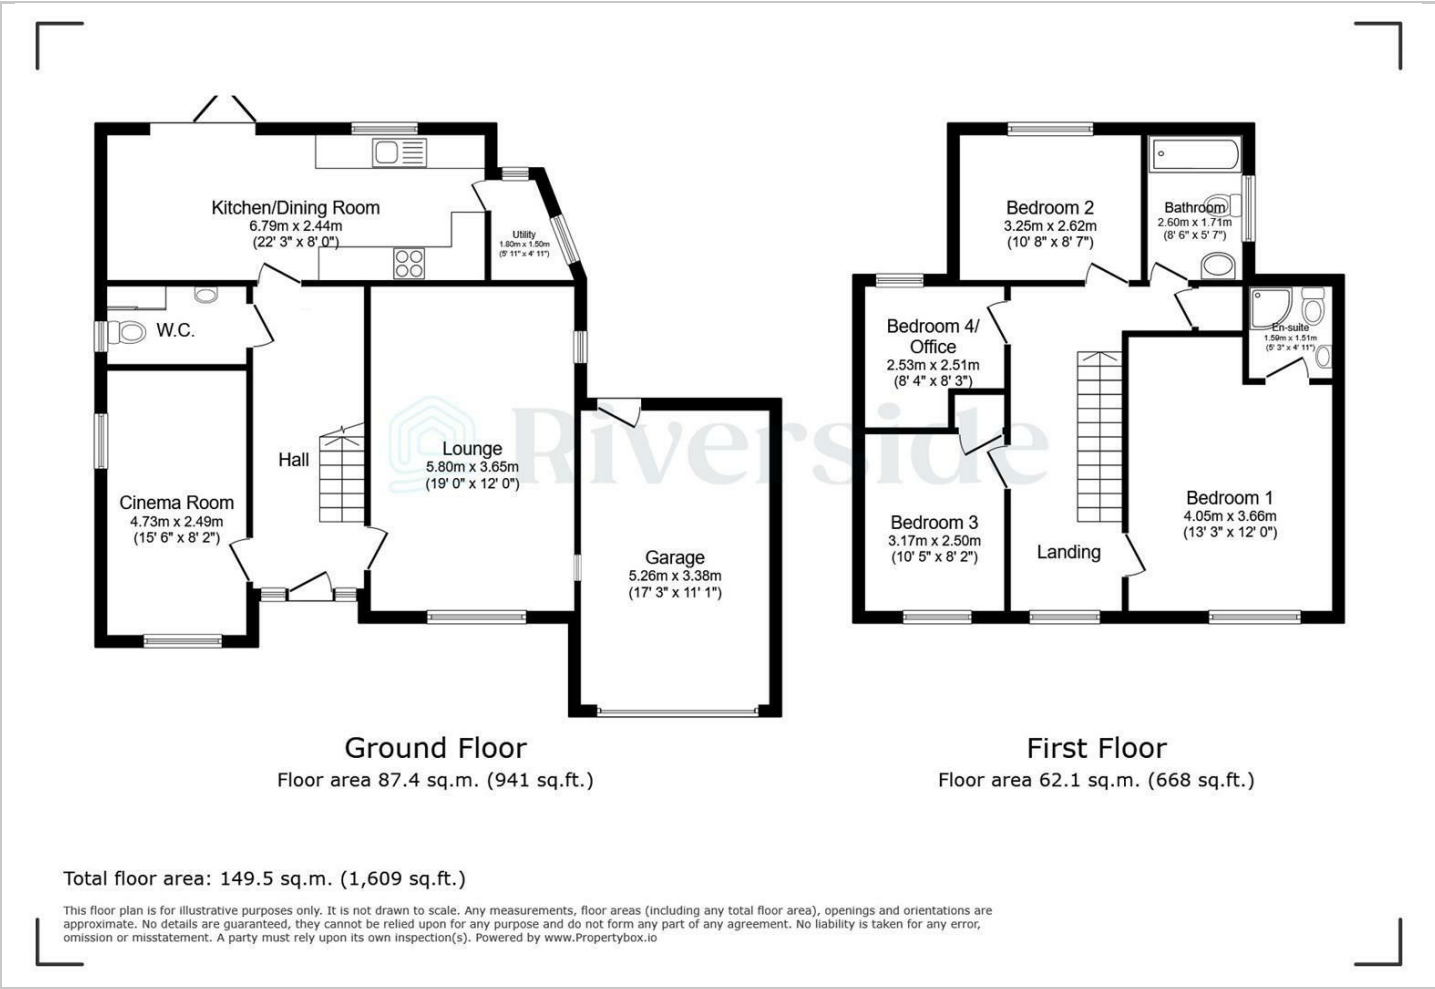 Kitchen/Dining Room
6.79m x 2.44m
(22' 3" x 8' 0")
Utility
1.80m x 1.50m
(5' 11" x 4' 11")
W.C.
Hall
Lounge
5.80m x 3.65m
(19' 0" x 12' 0")
Cinema Room
4.73m x 2.49m
(15' 6" x 8' 2")
Garage
5.26m x 3.38m
(17' 3" x 11' 1")
Riverside
Bedroom 2
3.25m x 2.62m
(10' 8" x 8' 7")
Bathroom
2.60m x 1.71m
(8' 6" x 5' 7")
Bedroom 4/
Office
2.53m x 2.51m
(8' 4" x 8' 3")
En-suite
1.59m x 1.51m
(5' 3" x 4' 11")
Bedroom 3
3.17m x 2.50m
(10' 5" x 8' 2")
Landing
Bedroom 1
4.05m x 3.66m
(13' 3" x 12' 0")
Ground Floor
Floor area 87.4 sq.m. (941 sq.ft.)
First Floor
Floor area 62.1 sq.m. (668 sq.ft.)
Total floor area: 149.5 sq.m. (1,609 sq.ft.)
This floor plan is for illustrative purposes only. It is not drawn to scale. Any measurements, floor areas (including any total floor area), openings and orientations are
approximate. No details are guaranteed, they cannot be relied upon for any purpose and do not form any part of any agreement. No liability is taken for any error,
omission or misstatement. A party must rely upon its own inspection(s). Powered by www.Propertybox.io